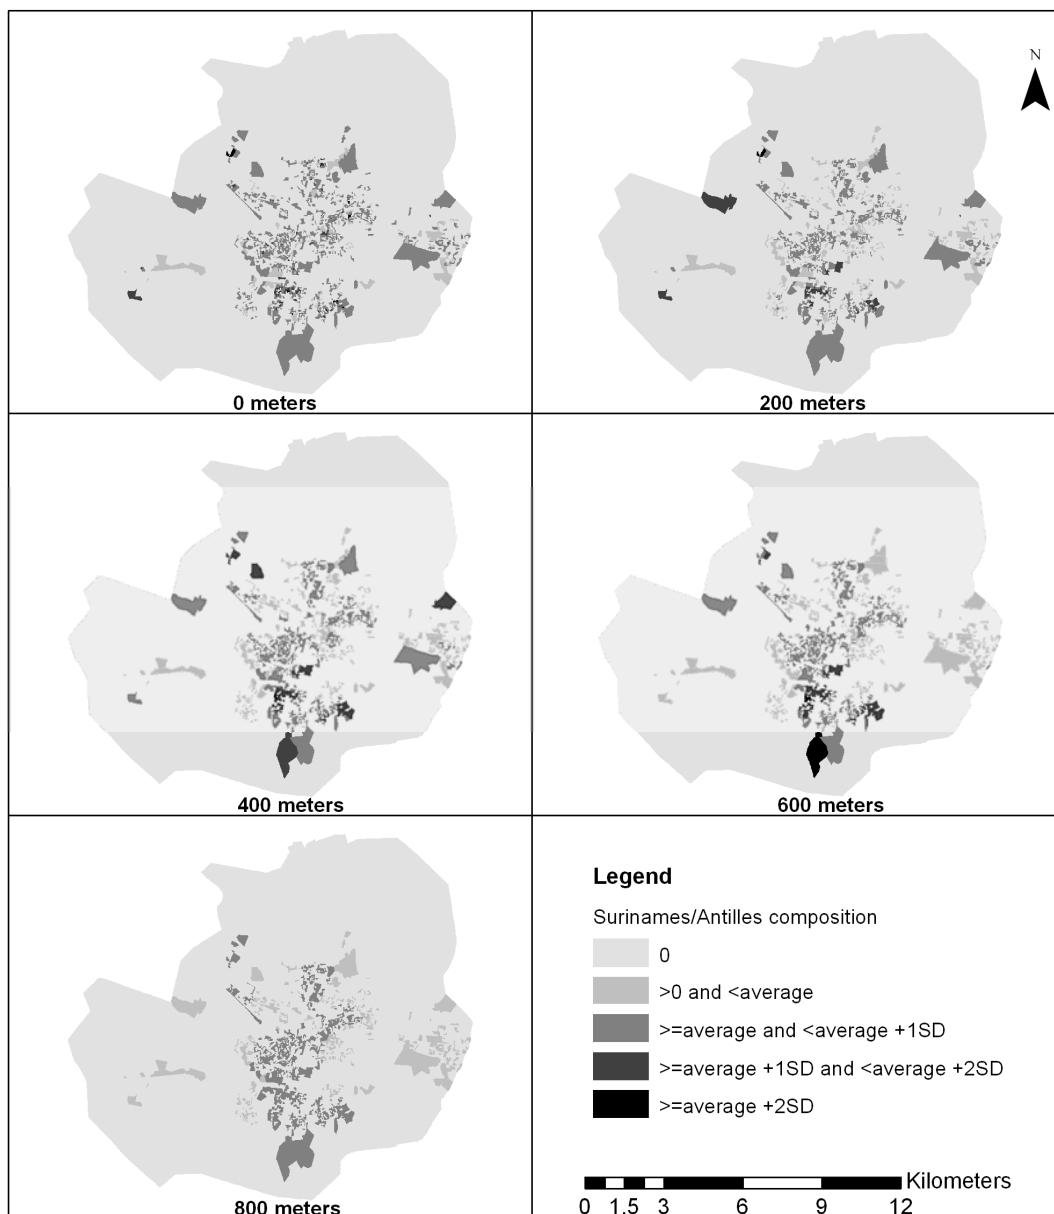 N
0 meters
200 meters
400 meters
600 meters
800 meters
Legend
Surinames/Antilles composition
0
>0 and <average
>=average and <average +1SD
>=average +1SD and <average +2SD
>=average +2SD
Kilometers
0 1.5 3 6 9 12